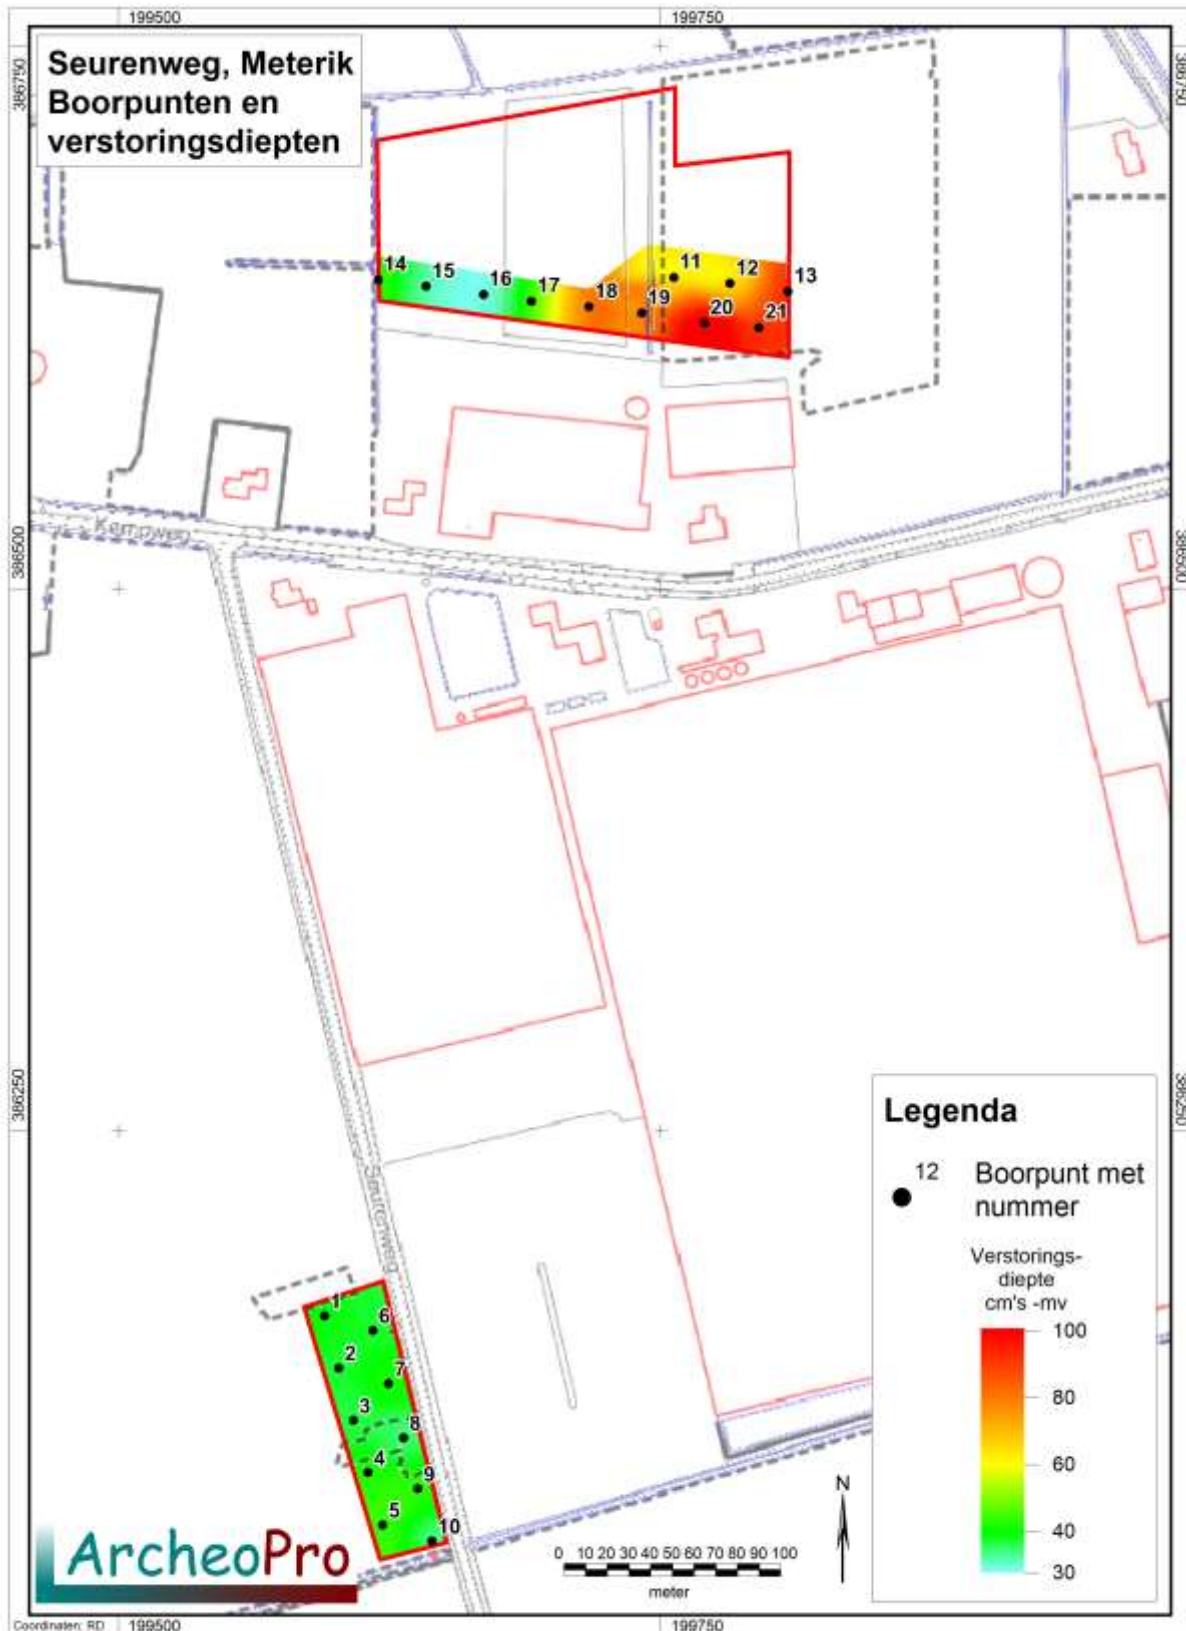 199500 199750
386750 386750
Seurenweg, Meterik
Boorpunten en
verstoringsdiepten
14 15 16 17 18 19 11 12 13 20 21
Kempweg
386500 386500
386250 386250
Seurenweg
1
6
2
7
3
8
4
9
5
10
Legenda
12 Boorpunt met
nummer
Verstorings-
diepte
cm's -mv
100
80
60
40
30
ArcheoPro
N
0 10 20 30 40 50 60 70 80 90 100
meter
Coordinaten: RD 199500 199750